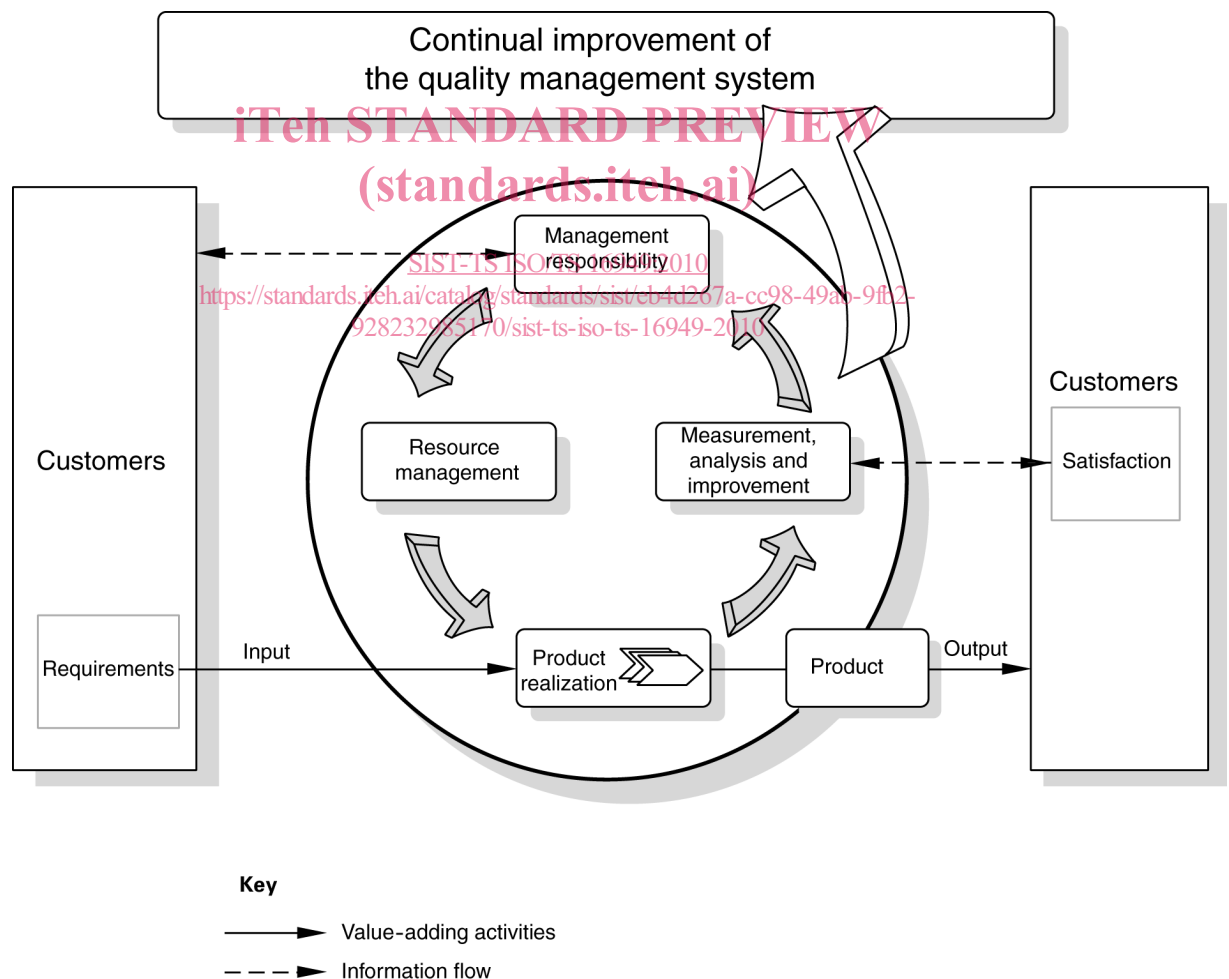 Continual improvement of
the quality management system
iTeh STANDARD PREVIEW
(standards.iteh.ai)
Management
responsibility
SIST-TS ISO/TS 16949:2010
https://standards.iteh.ai/catalog/standards/sist/eb4d267a-cc98-49ab-9fb2-
928232985170/sist-ts-iso-ts-16949-2010
Customers
Resource
management
Measurement,
analysis and
improvement
Customers
Satisfaction
Requirements
Input
Product
realization
Product
Output
Key
Value-adding activities
Information flow